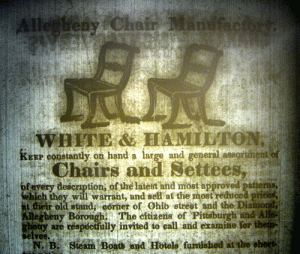 Allegheny Chair Manufactory.
WHITE & HAMILTON,
KEEP constantly on hand a large and general assortment of
Chairs and Settees,
of every description, of the latest and most approved patterns,
which they will warrant, and sell at the most reduced prices,
at their old stand, corner of Ohio street and the Diamond,
Allegheny Borough. The citizens of Pittsburgh and Alle-
gheny are respectfully invited to call and examine for them-
selves.
N. B. Steam Boats and Hotels furnished at the short-